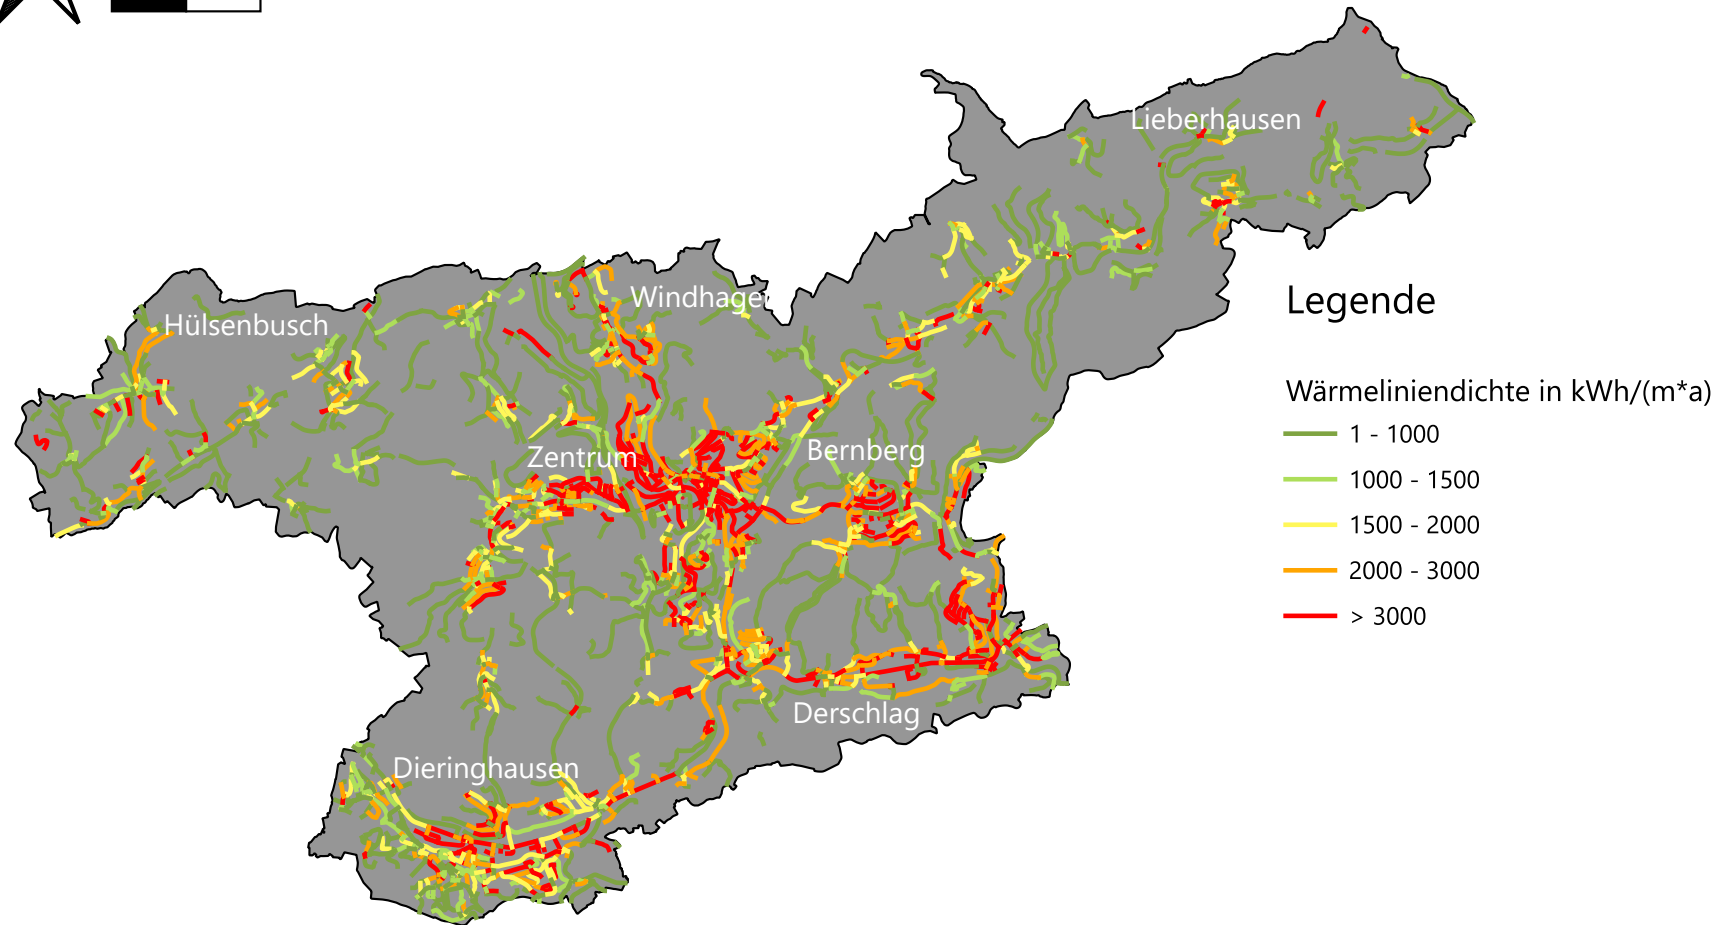 Lieberhausen
Windhage
Hülsenbusch
Legende
Wärmeliniendichte in kWh/(m*a)
1 - 1000
Bernberg
Zentrum
1000 - 1500
1500 - 2000
2000 - 3000
> 3000
Derschlag
Dieringhausen